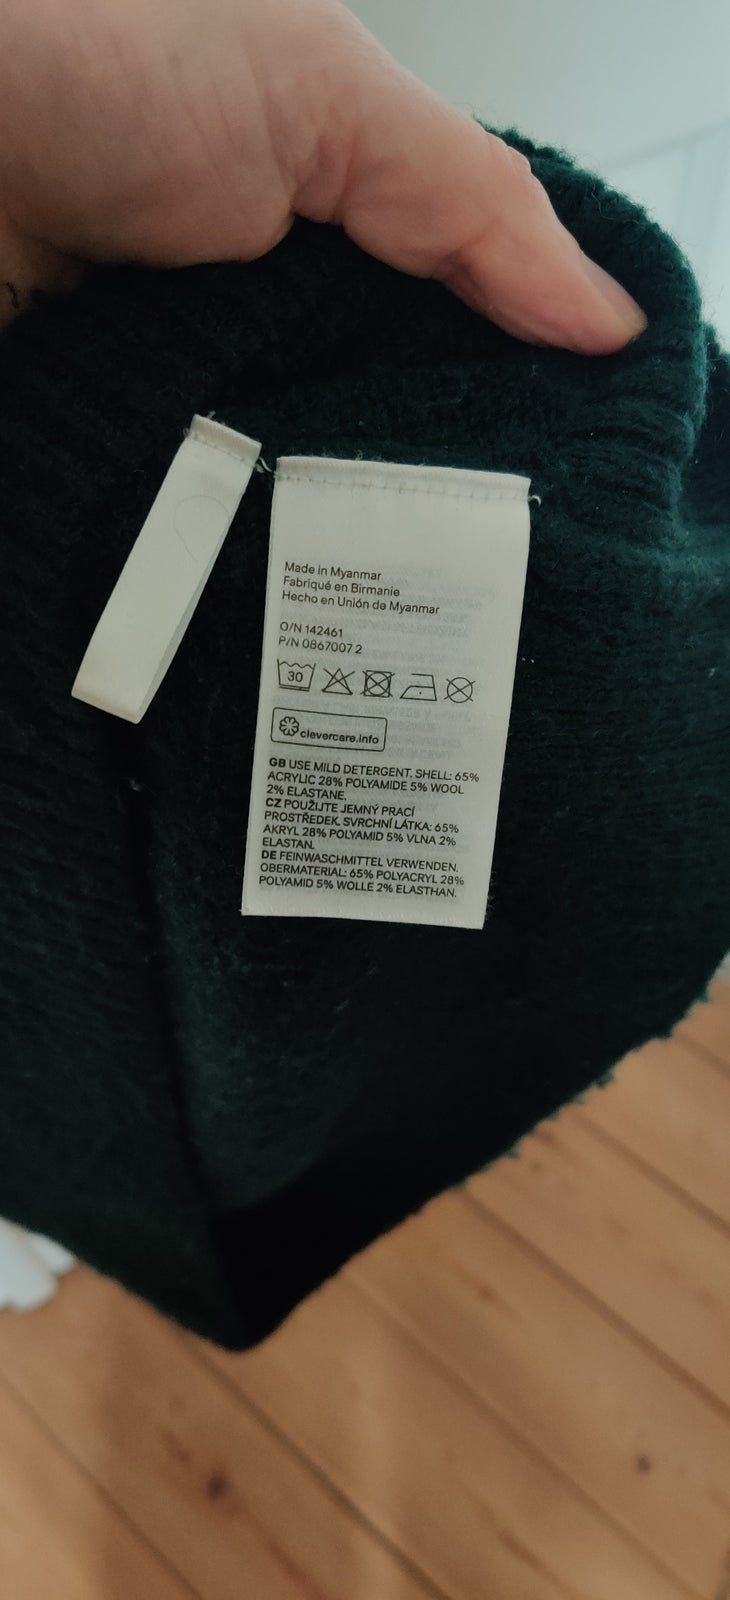 Made in Myanmar
Fabriqué en Birmanie
Hecho en Unión de Myanmar
O/N 142461
P/N 0867007 2
30
clevercare.info
GB USE MILD DETERGENT. SHELL: 65%
ACRYLIC 28% POLYAMIDE 5% WOOL
2% ELASTANE.
CZ POUŽIJTE JEMNÝ PRACÍ
PROSTŘEDEK. SVRCHNÍ LÁTKA: 65%
AKRYL 28% POLYAMID 5% VLNA 2%
ELASTAN.
DE FEINWASCHMITTEL VERWENDEN.
OBERMATERIAL: 65% POLYACRYL 28%
POLYAMID 5% WOLLE 2% ELASTHAN.